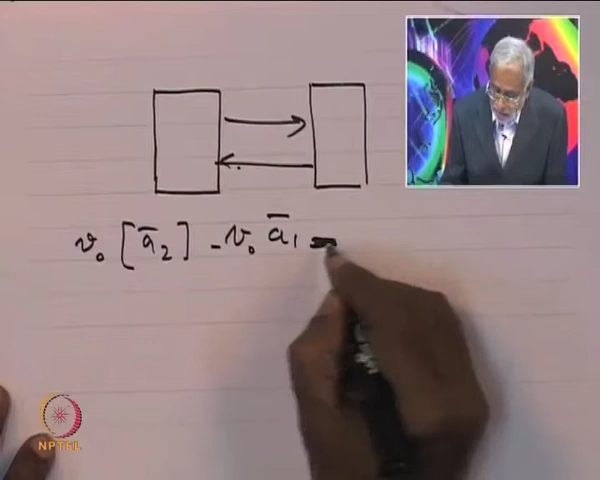 v₀ [ā₂] - v₀ ā₁ =
NPTEL